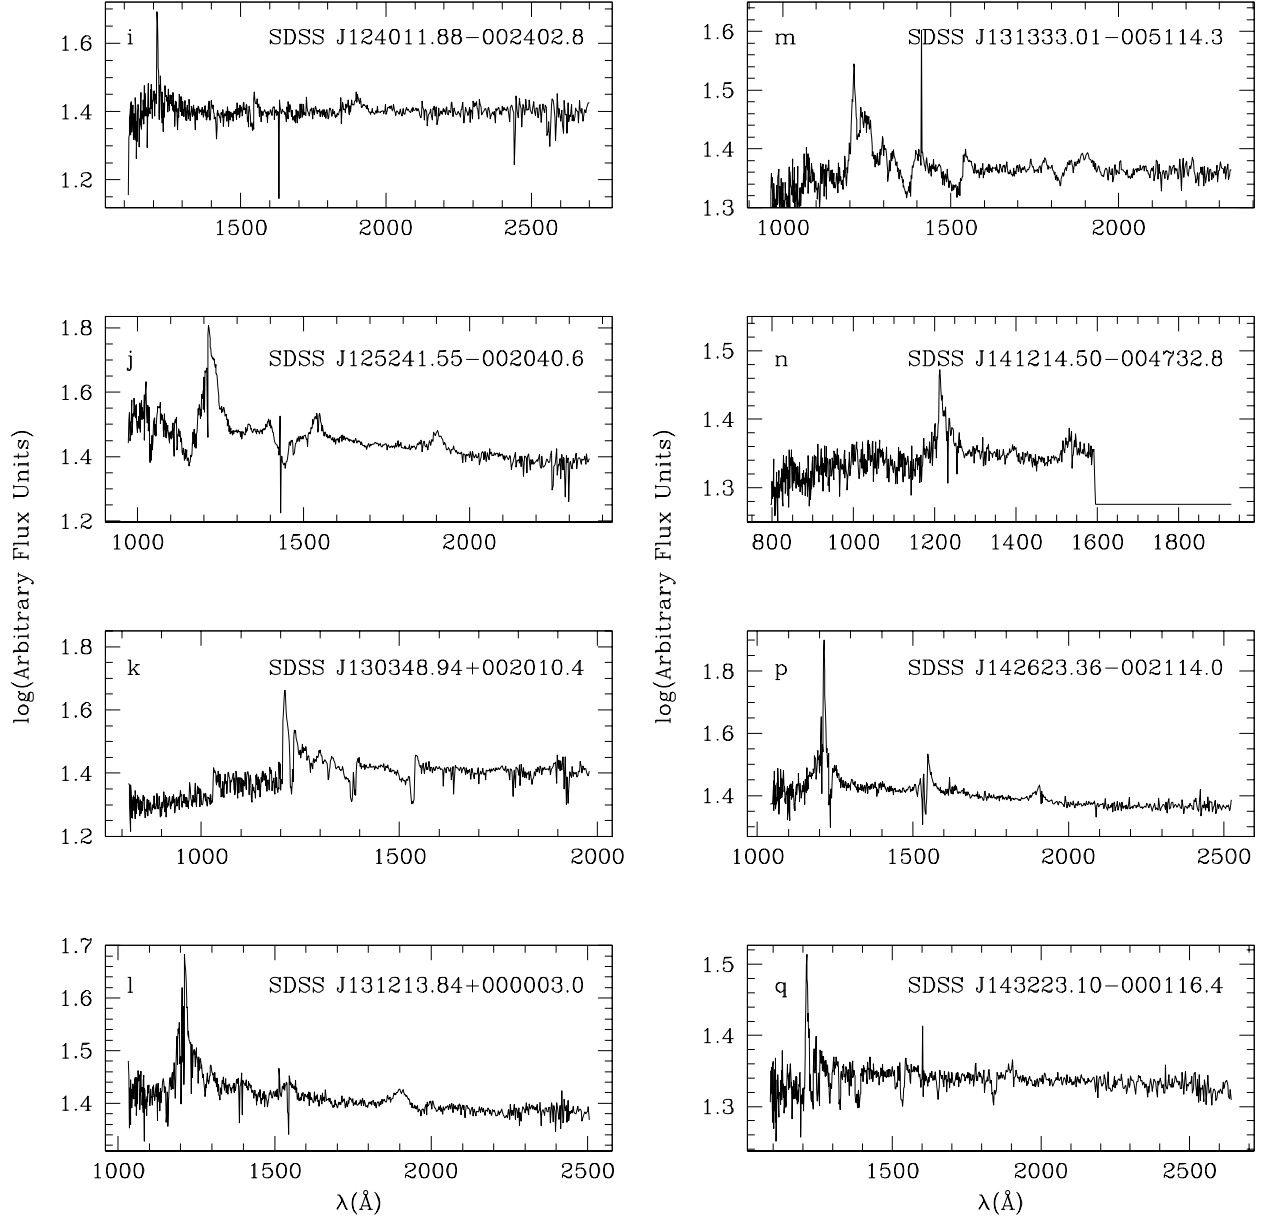 i SDSS J124011.88−002402.8
1.6
1.4
1.2
1500 2000 2500
m SDSS J131333.01−005114.3
1.6
1.5
1.4
1.3
1000 1500 2000
j SDSS J125241.55−002040.6
1.8
1.6
1.4
1.2
1000 1500 2000
n SDSS J141214.50−004732.8
1.5
1.4
1.3
800 1000 1200 1400 1600 1800
log(Arbitrary Flux Units)
log(Arbitrary Flux Units)
k SDSS J130348.94+002010.4
1.8
1.6
1.4
1.2
1000 1500 2000
p SDSS J142623.36−002114.0
1.8
1.6
1.4
1000 1500 2000 2500
l SDSS J131213.84+000003.0
1.7
1.6
1.5
1.4
1000 1500 2000 2500
λ(Å)
q SDSS J143223.10−000116.4
1.5
1.4
1.3
1500 2000 2500
λ(Å)